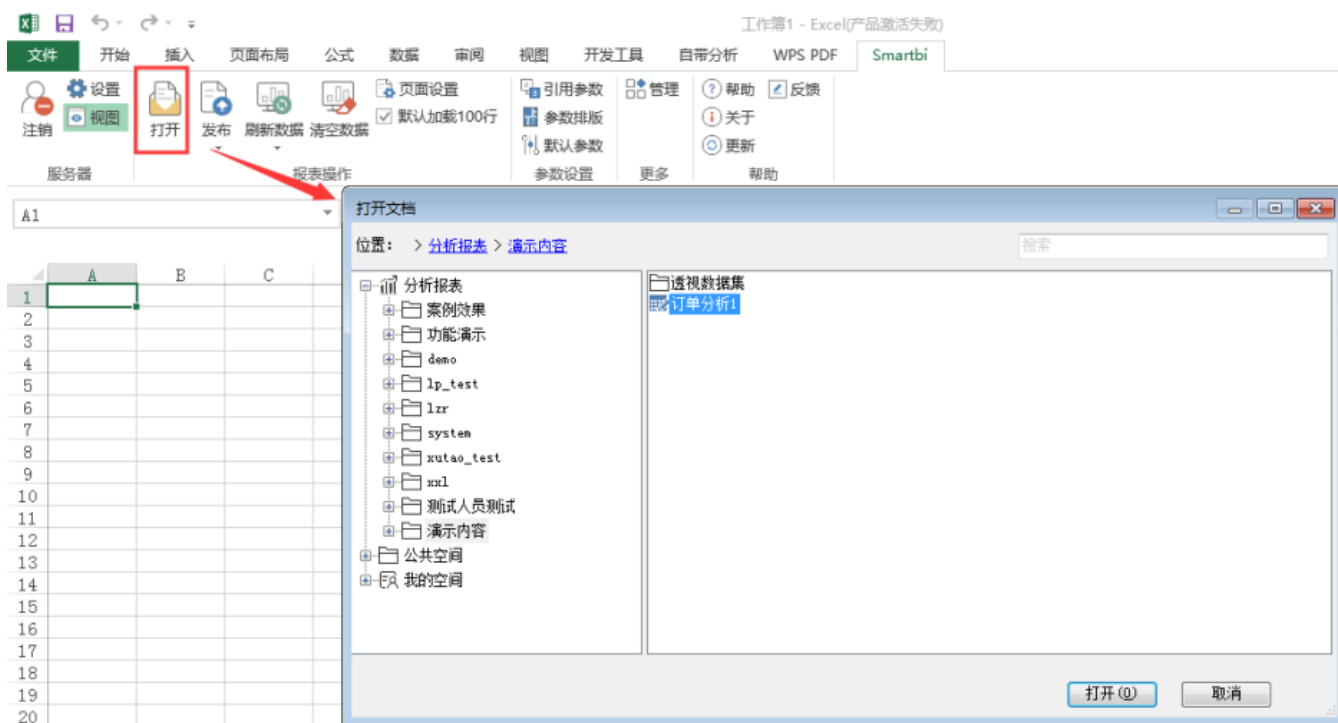 工作簿1 - Excel(产品激活失败)
文件 开始 插入 页面布局 公式 数据 审阅 视图 开发工具 自带分析 WPS PDF Smartbi
注销 设置 视图 打开 发布 刷新数据 清空数据 页面设置 引用参数 管理 帮助 反馈
默认加载100行 参数排版 关于
默认参数 更新
服务器 报表操作 参数设置 更多 帮助
A1
打开文档
位置: > 分析报表 > 演示内容 搜索
A B C
1
2
3
4
5
6
7
8
9
10
11
12
13
14
15
16
17
18
19
20
分析报表
案例效果
功能演示
demo
lp_test
lzr
system
xutao_test
xxl
测试人员测试
演示内容
公共空间
我的空间
透视数据集
订单分析1
打开(O) 取消